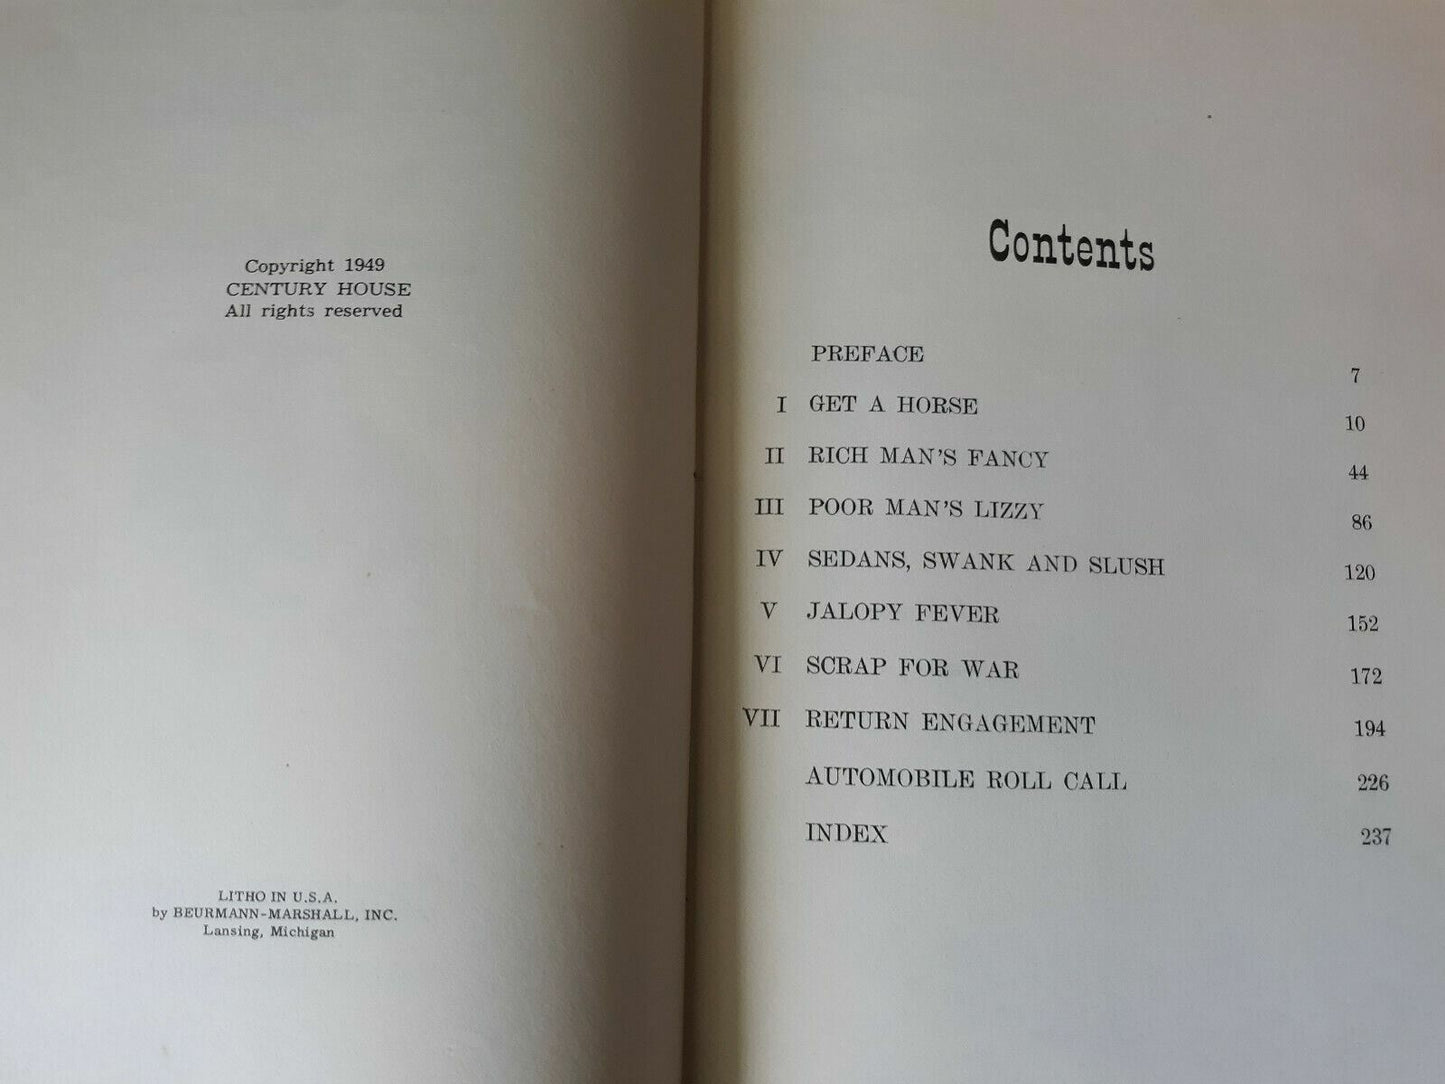 Copyright 1949
CENTURY HOUSE
All rights reserved
LITHO IN U.S.A.
by BEURMANN-MARSHALL, INC.
Lansing, Michigan
Contents
PREFACE 7
I GET A HORSE 10
II RICH MAN'S FANCY 44
III POOR MAN'S LIZZY 86
IV SEDANS, SWANK AND SLUSH 120
V JALOPY FEVER 152
VI SCRAP FOR WAR 172
VII RETURN ENGAGEMENT 194
AUTOMOBILE ROLL CALL 226
INDEX 237